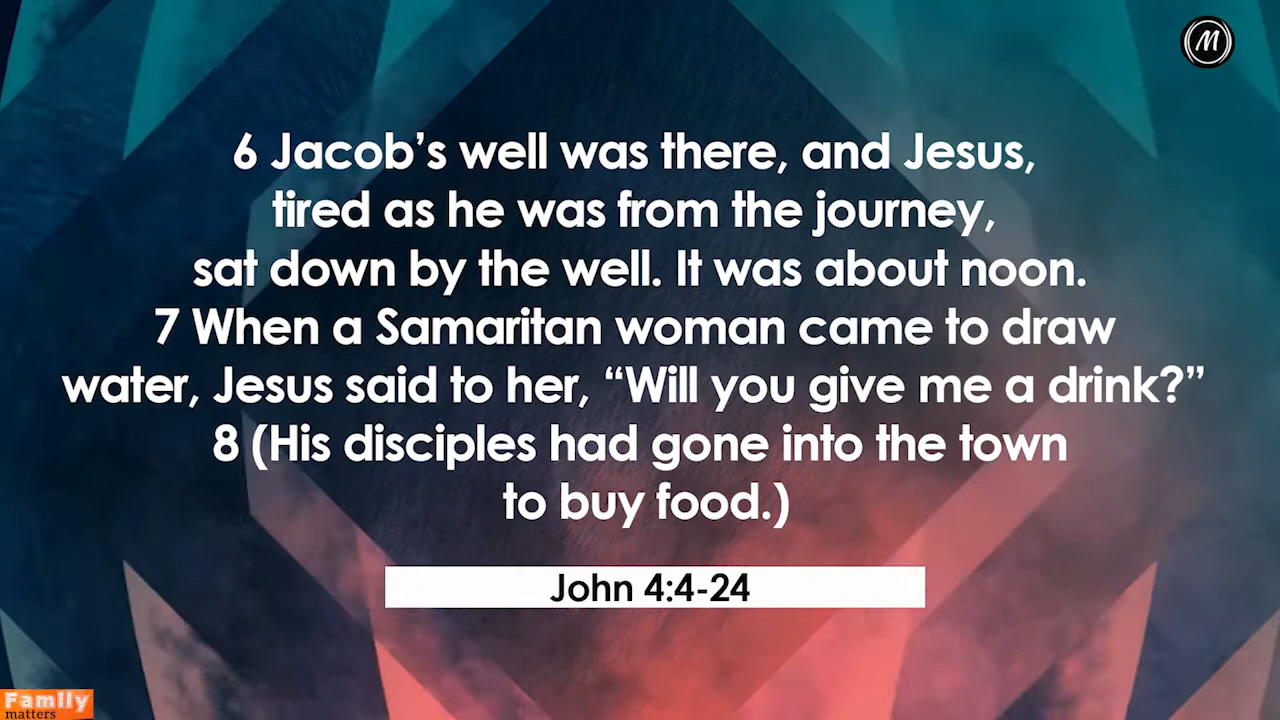 M
6 Jacob’s well was there, and Jesus,
tired as he was from the journey,
sat down by the well. It was about noon.
7 When a Samaritan woman came to draw
water, Jesus said to her, “Will you give me a drink?”
8 (His disciples had gone into the town
to buy food.)
John 4:4-24
Family
matters